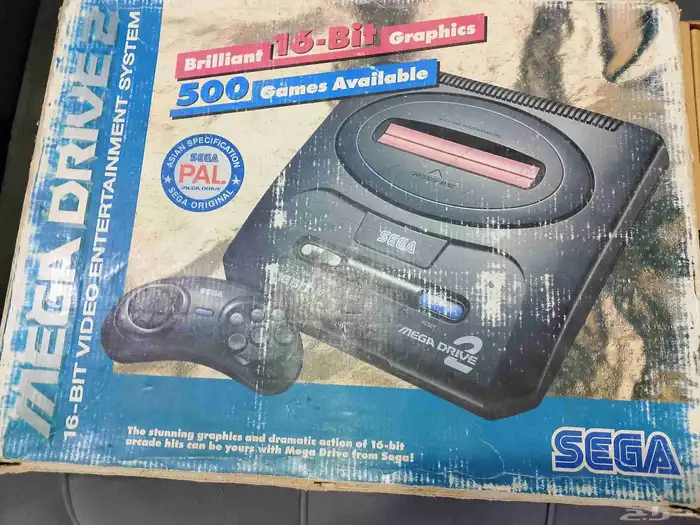 Brilliant 16-Bit Graphics
500 Games Available
MEGA DRIVE 2
16-BIT VIDEO ENTERTAINMENT SYSTEM
ASIAN SPECIFICATION
SEGA
PAL
MEGA DRIVE
SEGA ORIGINAL
SEGA
RESET
MEGA DRIVE 2
The stunning graphics and dramatic action of 16-bit
arcade hits can be yours with Mega Drive from Sega!
SEGA